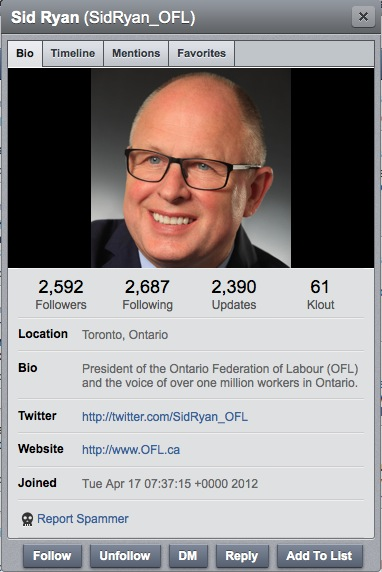 Sid Ryan (SidRyan_OFL)
Bio Timeline Mentions Favorites
2,592 2,687 2,390 61
Followers Following Updates Klout
Location Toronto, Ontario
Bio President of the Ontario Federation of Labour (OFL)
and the voice of over one million workers in Ontario.
Twitter http://twitter.com/SidRyan_OFL
Website http://www.OFL.ca
Joined Tue Apr 17 07:37:15 +0000 2012
Report Spammer
Follow Unfollow DM Reply Add To List